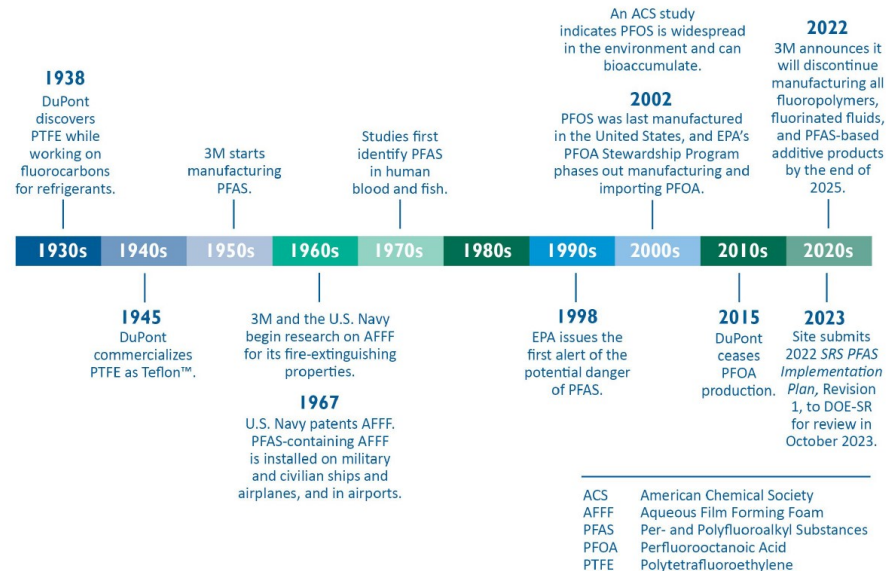 1938
DuPont
discovers
PTFE while
working on
fluorocarbons
for refrigerants.
3M starts
manufacturing
PFAS.
Studies first
identify PFAS
in human
blood and fish.
An ACS study
indicates PFOS is widespread
in the environment and can
bioaccumulate.
2002
PFOS was last manufactured
in the United States, and EPA's
PFOA Stewardship Program
phases out manufacturing and
importing PFOA.
2022
3M announces it
will discontinue
manufacturing all
fluoropolymers,
fluorinated fluids,
and PFAS-based
additive products
by the end of
2025.
1930s 1940s 1950s 1960s 1970s 1980s 1990s 2000s 2010s 2020s
1945
DuPont
commercializes
PTFE as Teflon™.
3M and the U.S. Navy
begin research on AFFF
for its fire-extinguishing
properties.
1967
U.S. Navy patents AFFF.
PFAS-containing AFFF
is installed on military
and civilian ships and
airplanes, and in airports.
1998
EPA issues the
first alert of the
potential danger
of PFAS.
2015
DuPont
ceases
PFOA
production.
2023
Site submits
2022 SRS PFAS
Implementation
Plan, Revision
1, to DOE-SR
for review in
October 2023.
ACS American Chemical Society
AFFF Aqueous Film Forming Foam
PFAS Per- and Polyfluoroalkyl Substances
PFOA Perfluorooctanoic Acid
PTFE Polytetrafluoroethylene